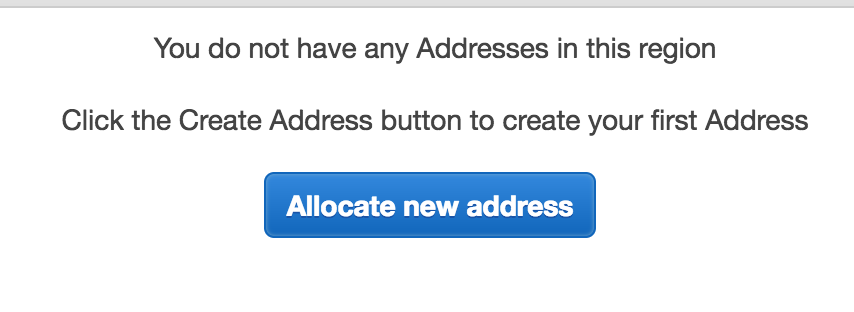 You do not have any Addresses in this region
Click the Create Address button to create your first Address
Allocate new address